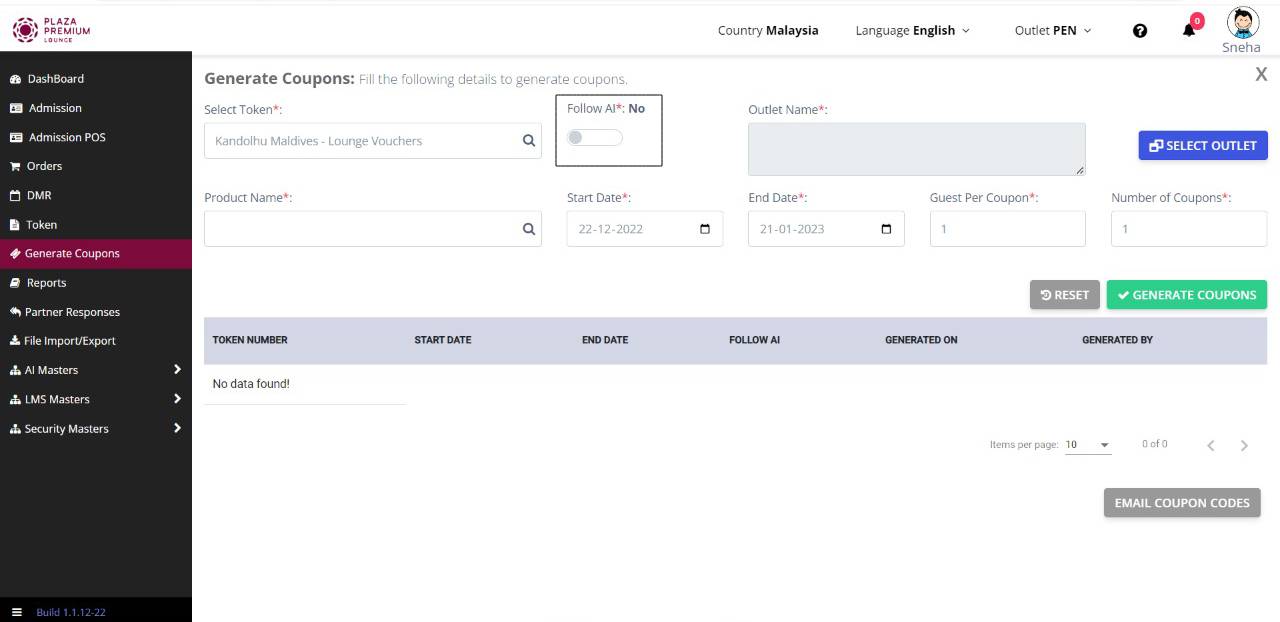 PLAZA
PREMIUM
LOUNGE
Country Malaysia
Language English
Outlet PEN
0
Sneha
DashBoard
Admission
Admission POS
Orders
DMR
Token
Generate Coupons
Reports
Partner Responses
File Import/Export
AI Masters
LMS Masters
Security Masters
Build 1.1.12-22
Generate Coupons: Fill the following details to generate coupons.
X
Select Token*:
Follow AI*: No
Outlet Name*:
Kandolhu Maldives - Lounge Vouchers
SELECT OUTLET
Product Name*:
Start Date*:
End Date*:
Guest Per Coupon*:
Number of Coupons*:
22-12-2022
21-01-2023
1
1
RESET
GENERATE COUPONS
TOKEN NUMBER
START DATE
END DATE
FOLLOW AI
GENERATED ON
GENERATED BY
No data found!
Items per page: 10
0 of 0
EMAIL COUPON CODES